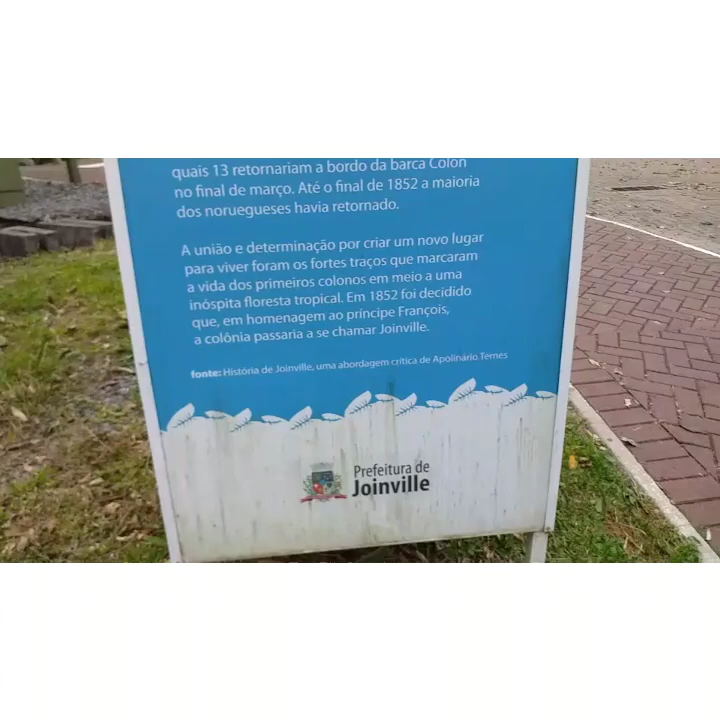 quais 13 retornariam a bordo da barca Colon
no final de março. Até o final de 1852 a maioria
dos noruegueses havia retornado.
A união e determinação por criar um novo lugar
para viver foram os fortes traços que marcaram
a vida dos primeiros colonos em meio a uma
inóspita floresta tropical. Em 1852 foi decidido
que, em homenagem ao príncipe François,
a colônia passaria a se chamar Joinville.
fonte: História de Joinville, uma abordagem crítica de Apolinário Ternes
Prefeitura de
Joinville